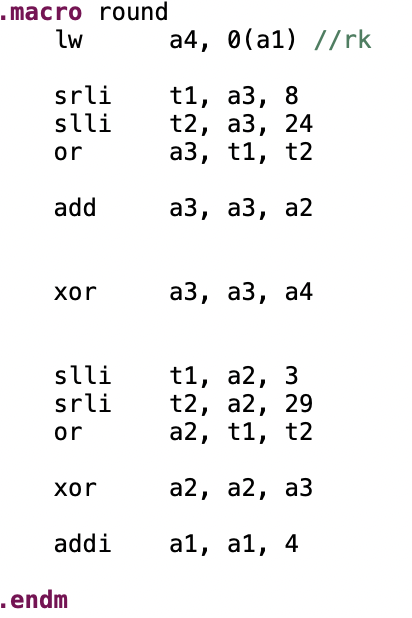 .macro round
lw a4, 0(a1) //rk
srli t1, a3, 8
slli t2, a3, 24
or a3, t1, t2
add a3, a3, a2
xor a3, a3, a4
slli t1, a2, 3
srli t2, a2, 29
or a2, t1, t2
xor a2, a2, a3
addi a1, a1, 4
.endm